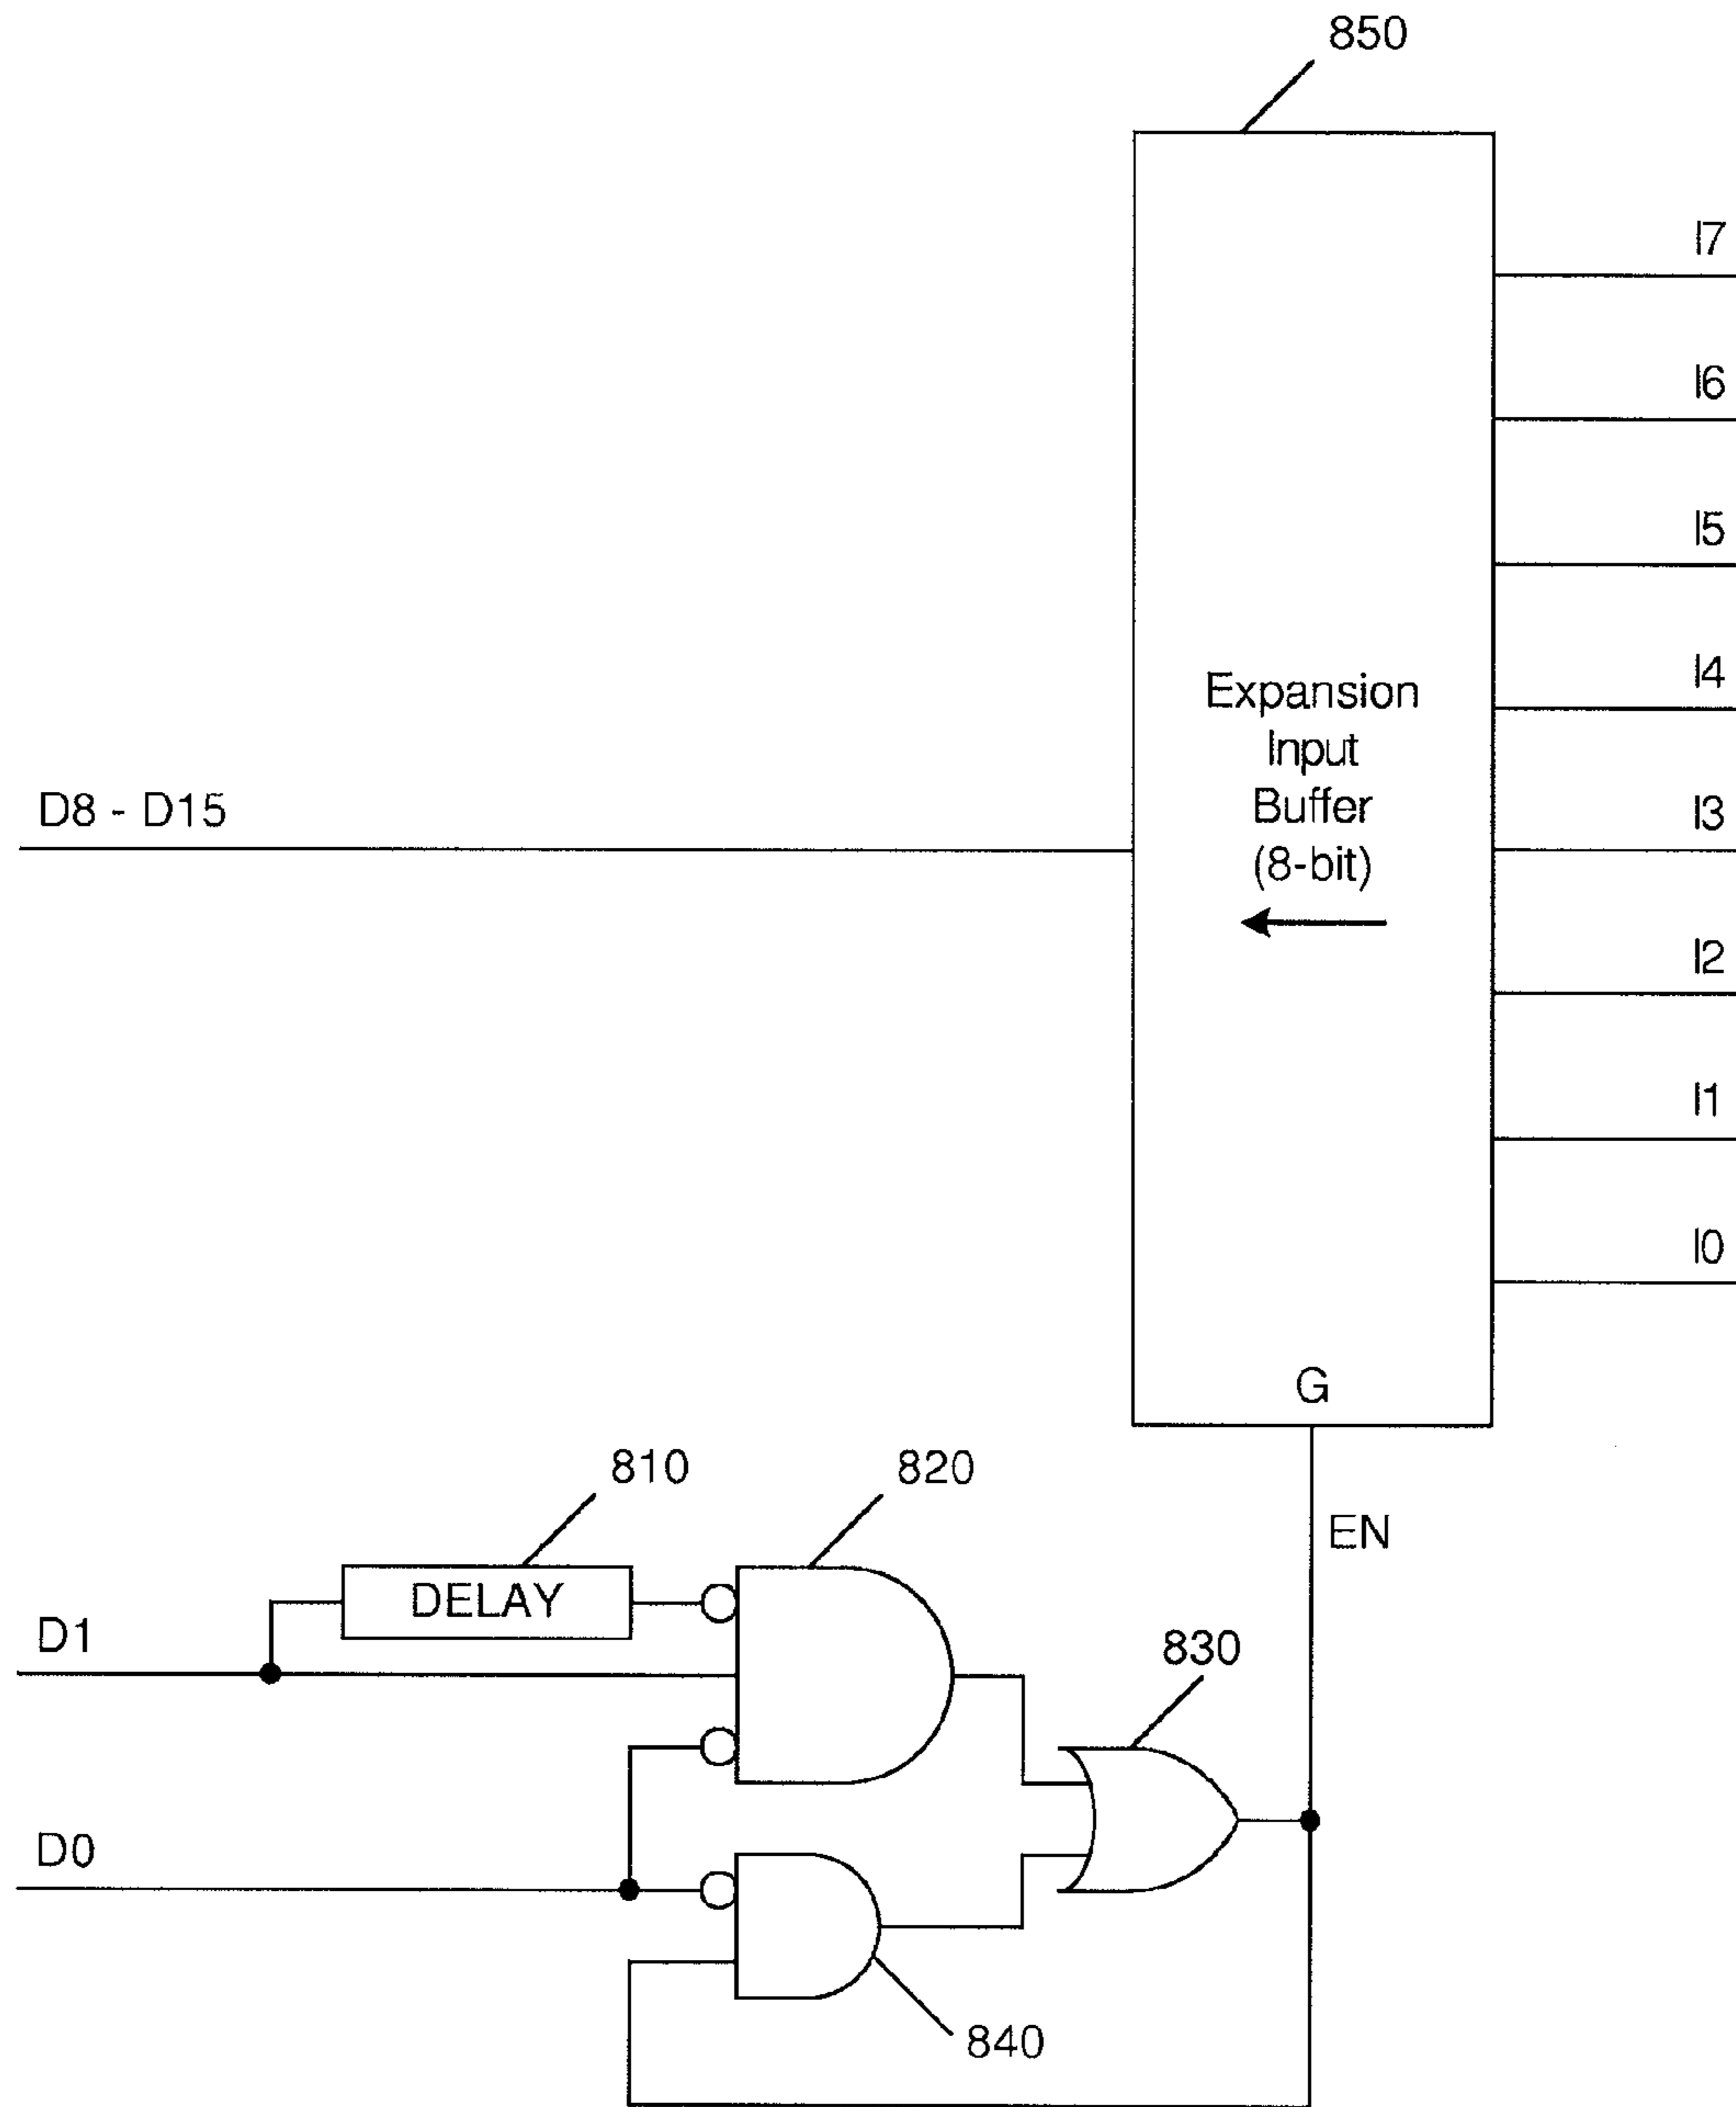 850
I7
I6
I5
I4
Expansion
Input
Buffer
(8-bit)
D8 - D15
I3
I2
I1
I0
G
810
820
EN
DELAY
D1
830
D0
840